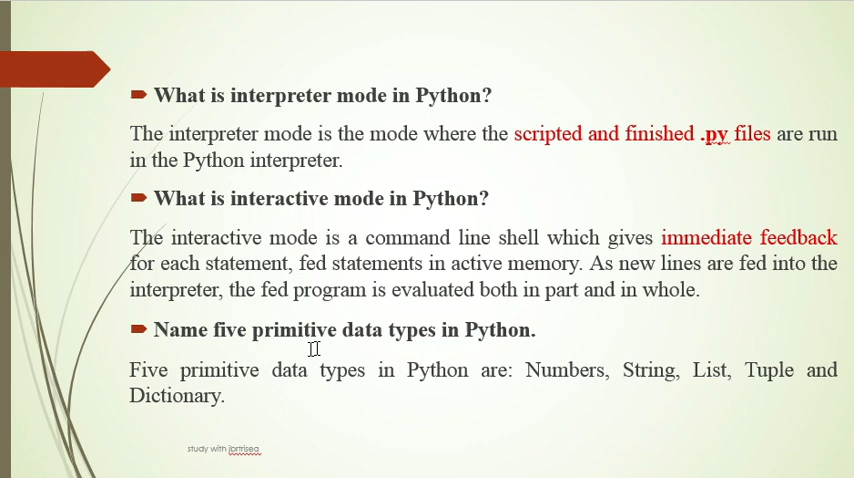 What is interpreter mode in Python?
The interpreter mode is the mode where the scripted and finished .py files are run
in the Python interpreter.
What is interactive mode in Python?
The interactive mode is a command line shell which gives immediate feedback
for each statement, fed statements in active memory. As new lines are fed into the
interpreter, the fed program is evaluated both in part and in whole.
Name five primitive data types in Python.
Five primitive data types in Python are: Numbers, String, List, Tuple and
Dictionary.
study with